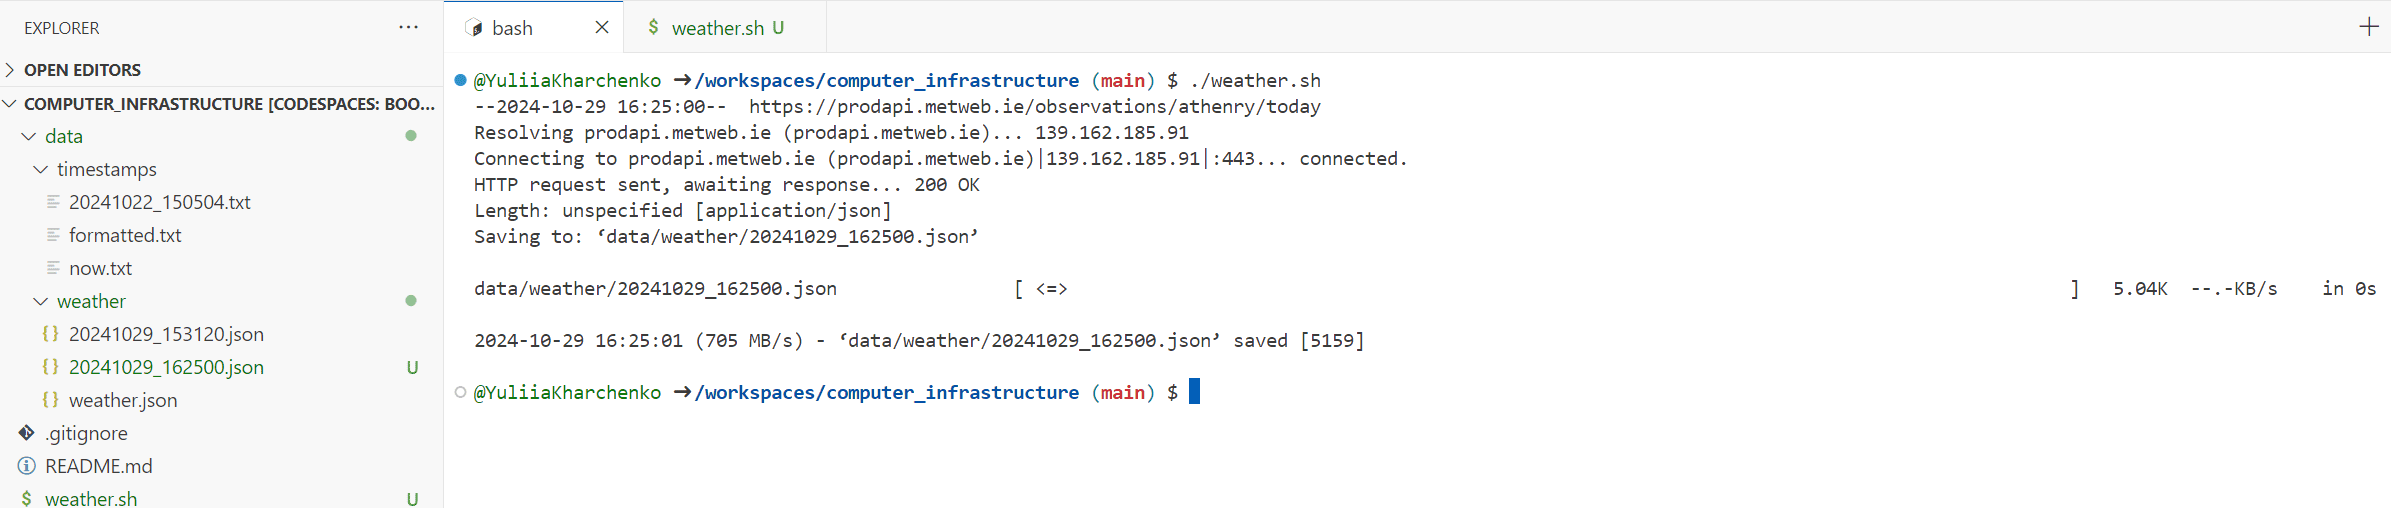 EXPLORER ···
OPEN EDITORS
COMPUTER_INFRASTRUCTURE [CODESPACES: BOO...
data
timestamps
20241022_150504.txt
formatted.txt
now.txt
weather
{} 20241029_153120.json
{} 20241029_162500.json U
{} weather.json
.gitignore
README.md
$ weather.sh U
bash
$ weather.sh U
@YuliiaKharchenko ➜/workspaces/computer_infrastructure (main) $ ./weather.sh
--2024-10-29 16:25:00--  https://prodapi.metweb.ie/observations/athenry/today
Resolving prodapi.metweb.ie (prodapi.metweb.ie)... 139.162.185.91
Connecting to prodapi.metweb.ie (prodapi.metweb.ie)|139.162.185.91|:443... connected.
HTTP request sent, awaiting response... 200 OK
Length: unspecified [application/json]
Saving to: ‘data/weather/20241029_162500.json’
data/weather/20241029_162500.json [ <=> ] 5.04K --.-KB/s in 0s
2024-10-29 16:25:01 (705 MB/s) - ‘data/weather/20241029_162500.json’ saved [5159]
@YuliiaKharchenko ➜/workspaces/computer_infrastructure (main) $